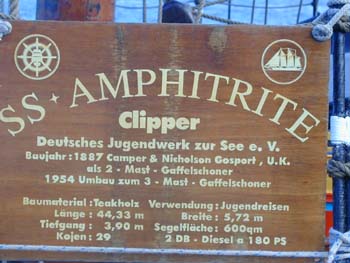 SS · AMPHITRITE
Clipper
Deutsches Jugendwerk zur See e. V.
Baujahr : 1887 Camper & Nicholson Gosport , U.K.
als 2 - Mast - Gaffelschoner
1954 Umbau zum 3 - Mast - Gaffelschoner
Baumaterial : Teakholz Verwendung : Jugendreisen
Länge : 44,33 m Breite : 5,72 m
Tiefgang : 3,90 m Segelfläche : 600qm
Kojen : 29 2 DB - Diesel a 180 PS